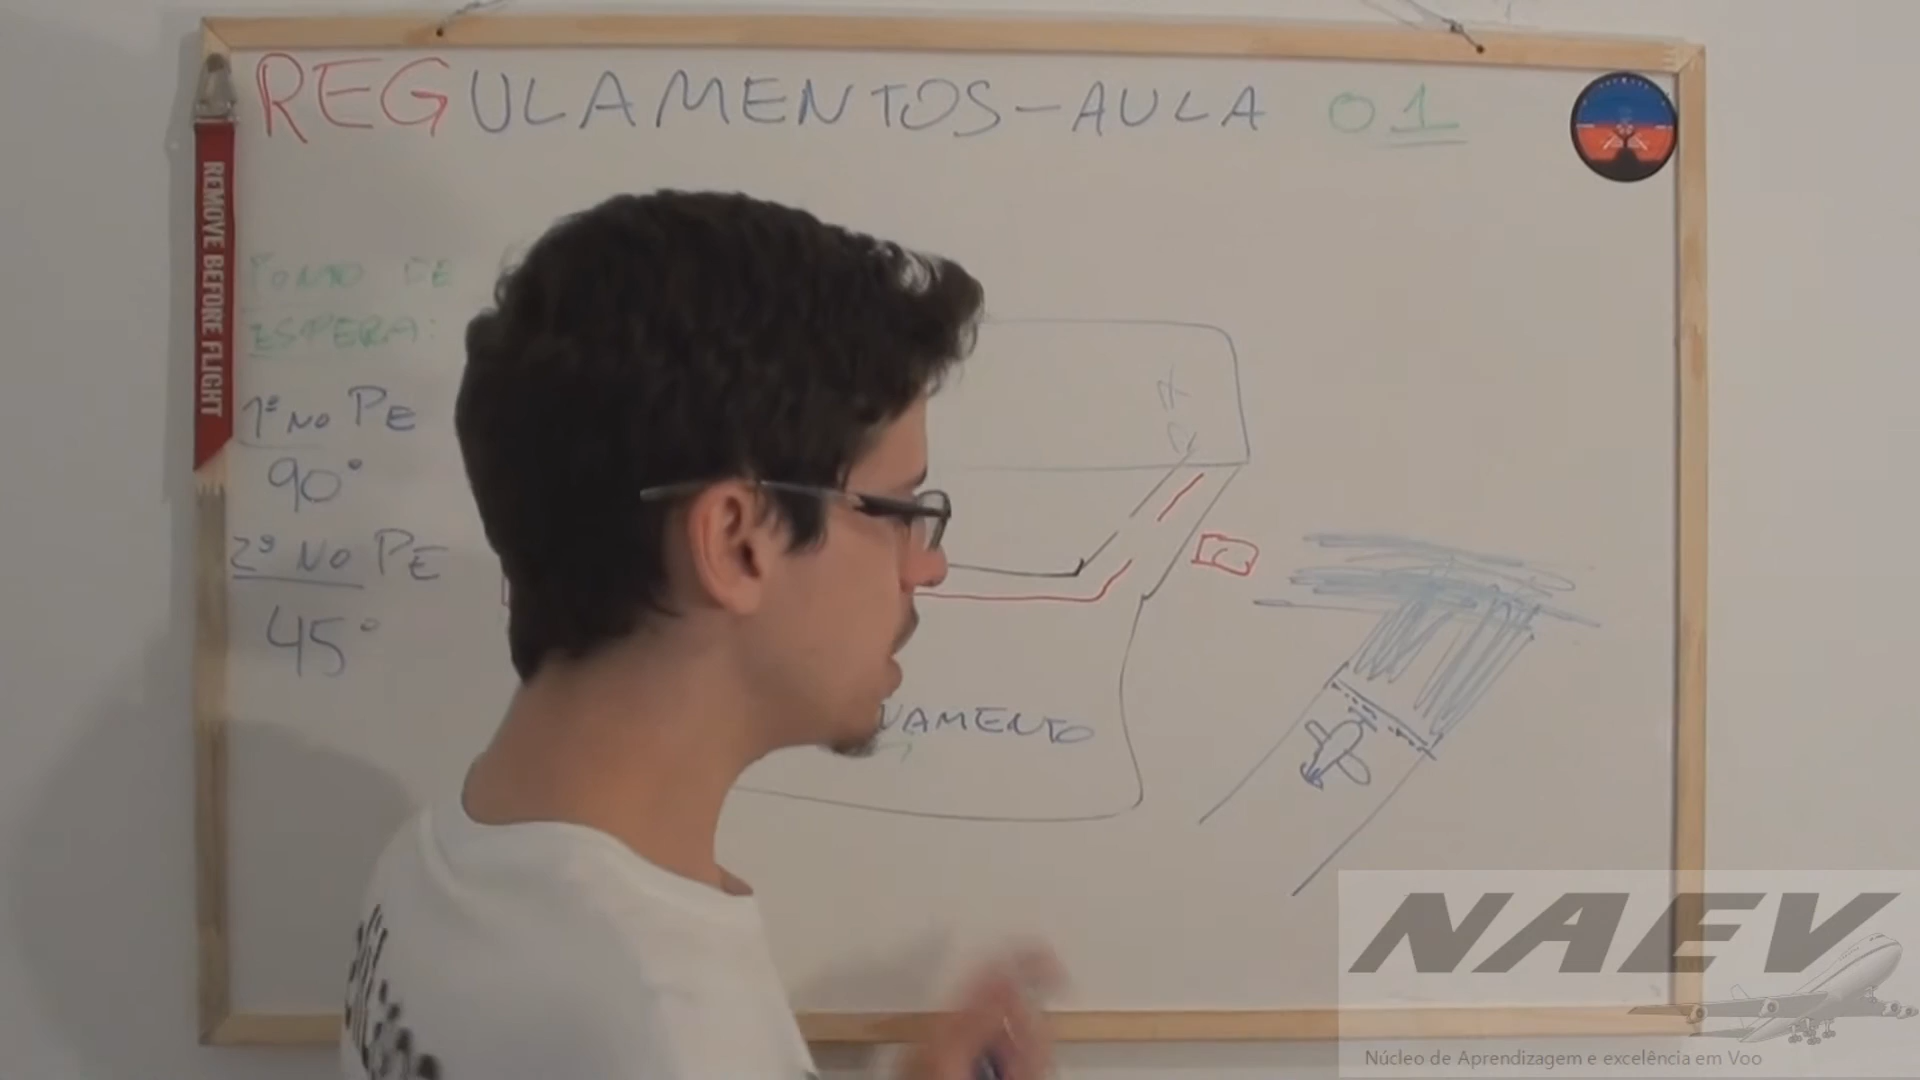 REGULAMENTOS-AULA 01
REMOVE BEFORE FLIGHT
PONTO DE
ESPERA:
1º NO PE
90°
2º NO PE
45°
NAEV
Núcleo de Aprendizagem e excelência em Voo